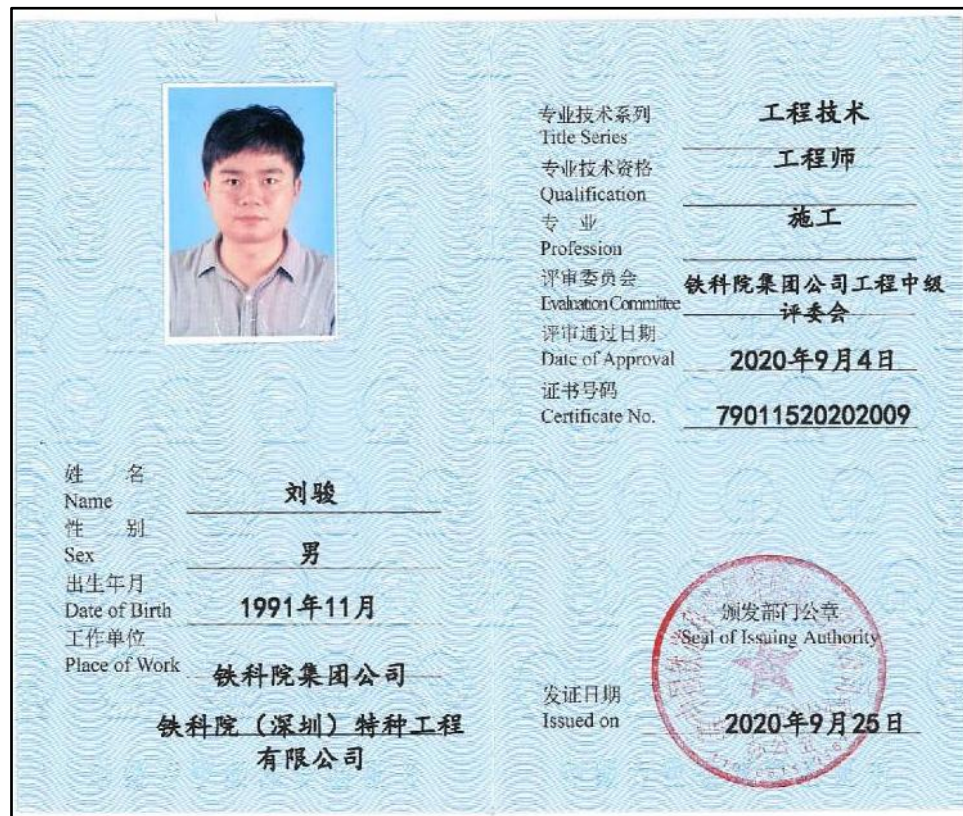 专业技术系列 工程技术
Title Series
专业技术资格 工程师
Qualification
专 业 施工
Profession
评审委员会 铁科院集团公司工程中级
Evaluation Committee 评委会
评审通过日期
Date of Approval 2020年9月4日
证书号码
Certificate No. 79011520202009
姓 名
Name 刘骏
性 别
Sex 男
出生年月
Date of Birth 1991年11月
工作单位
Place of Work 铁科院集团公司
铁科院（深圳）特种工程
有限公司
颁发部门公章
Seal of Issuing Authority
发证日期
Issued on 2020年9月25日